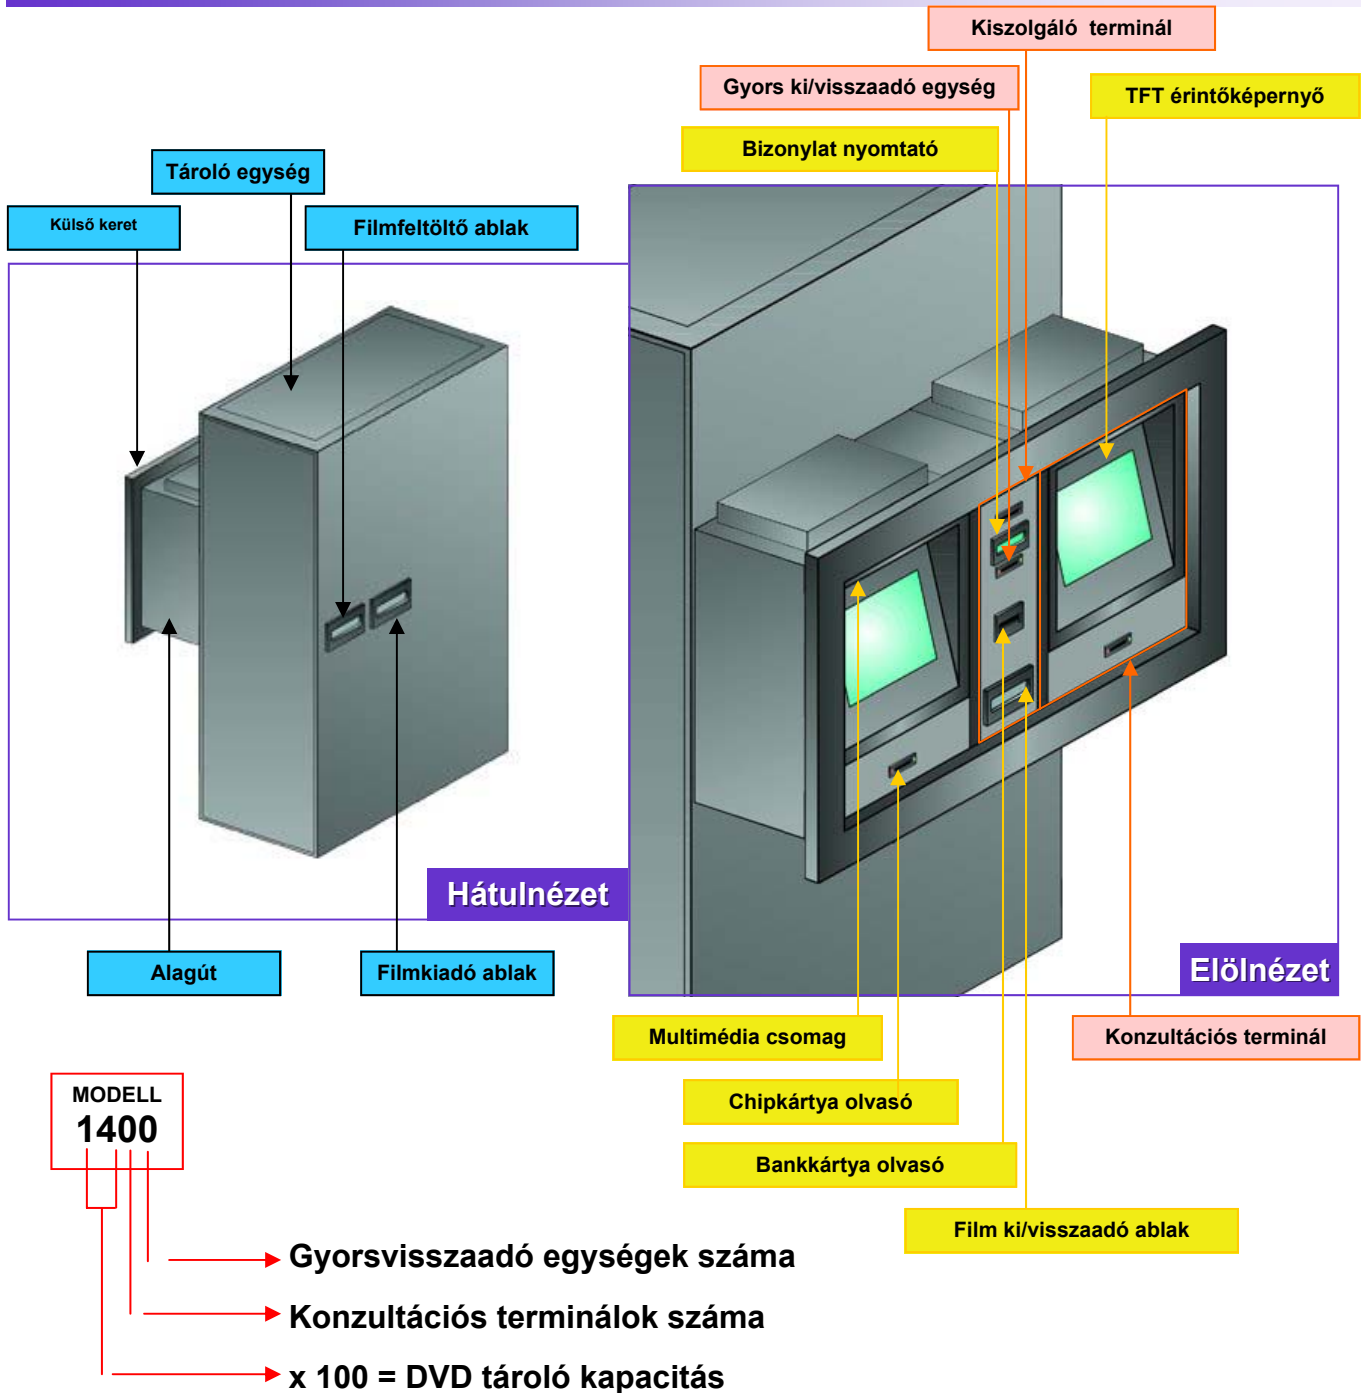 Kiszolgáló terminál
Gyors ki/visszaadó egység
TFT érintőképernyő
Bizonylat nyomtató
Tároló egység
Külső keret
Filmfeltöltő ablak
Hátulnézet
Alagút
Filmkiadó ablak
Elölnézet
Multimédia csomag
Konzultációs terminál
Chipkártya olvasó
Bankkártya olvasó
Film ki/visszaadó ablak
MODELL
1400
Gyorsvisszaadó egységek száma
Konzultációs terminálok száma
x 100 = DVD tároló kapacitás